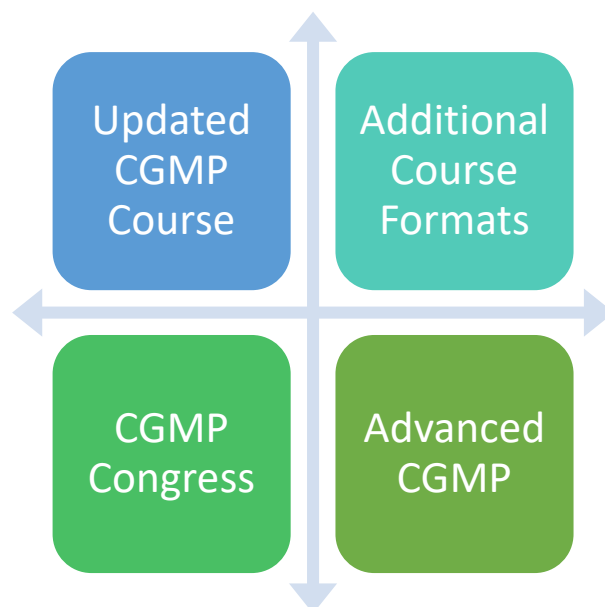 Updated
CGMP
Course
Additional
Course
Formats
CGMP
Congress
Advanced
CGMP